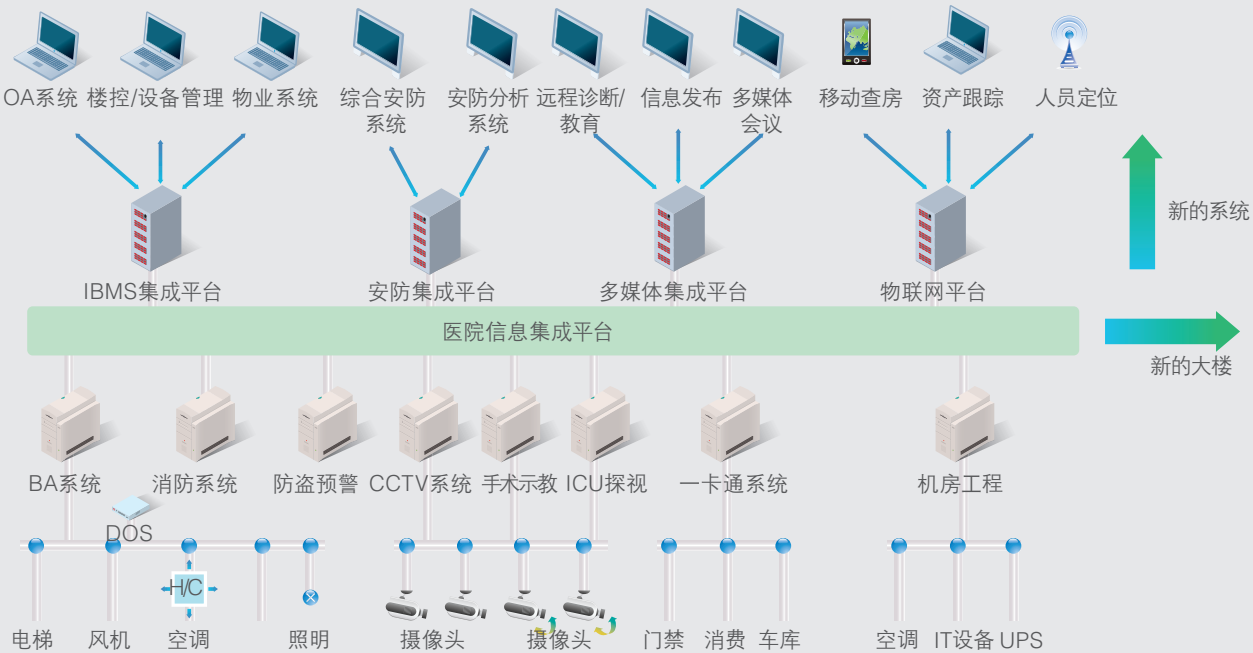 OA系统 楼控/设备管理 物业系统 综合安防 安防分析 远程诊断/ 信息发布 多媒体 移动查房 资产跟踪 人员定位
系统 系统 教育 会议
新的系统
IBMS集成平台 安防集成平台 多媒体集成平台 物联网平台
医院信息集成平台
新的大楼
BA系统 消防系统 防盗预警 CCTV系统 手术示教 ICU探视 一卡通系统 机房工程
DOS
H/C
电梯 风机 空调 照明 摄像头 摄像头 门禁 消费 车库 空调 IT设备 UPS